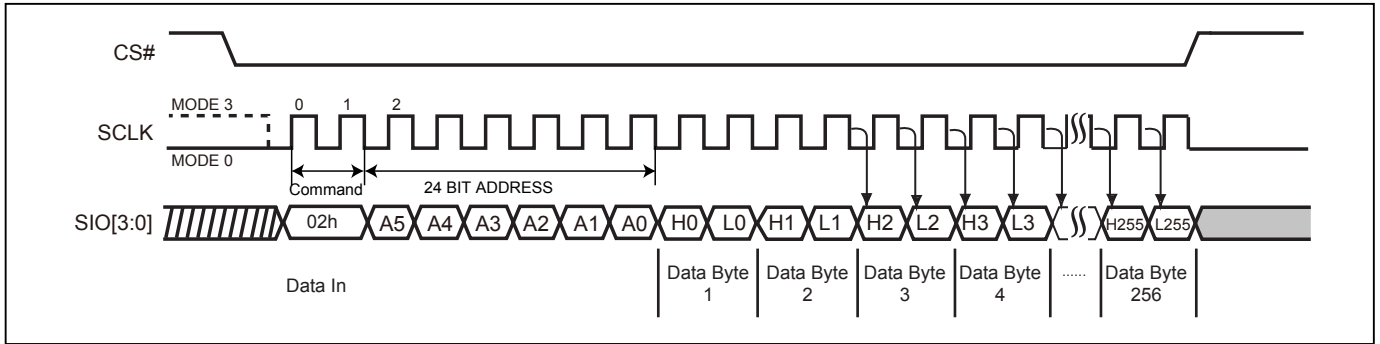 CS#
MODE 3
0 1 2
SCLK
MODE 0
Command
24 BIT ADDRESS
SIO[3:0]
02h A5 A4 A3 A2 A1 A0 H0 L0 H1 L1 H2 L2 H3 L3 H255 L255
Data In
Data Byte 1
Data Byte 2
Data Byte 3
Data Byte 4
......
Data Byte 256